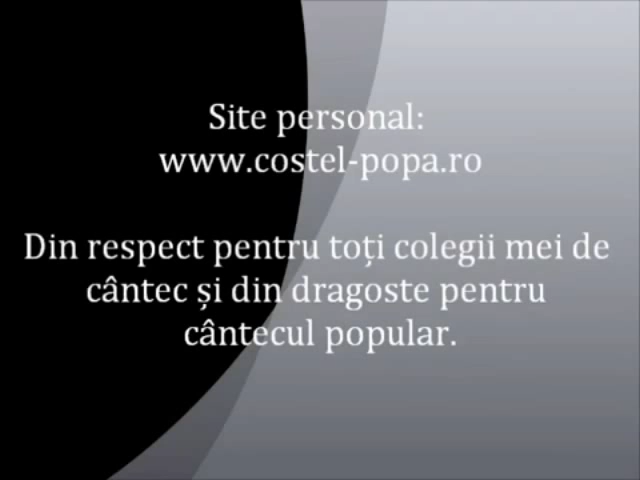 Site personal:
www.costel-popa.ro
Din respect pentru toți colegii mei de
cântec și din dragoste pentru
cântecul popular.